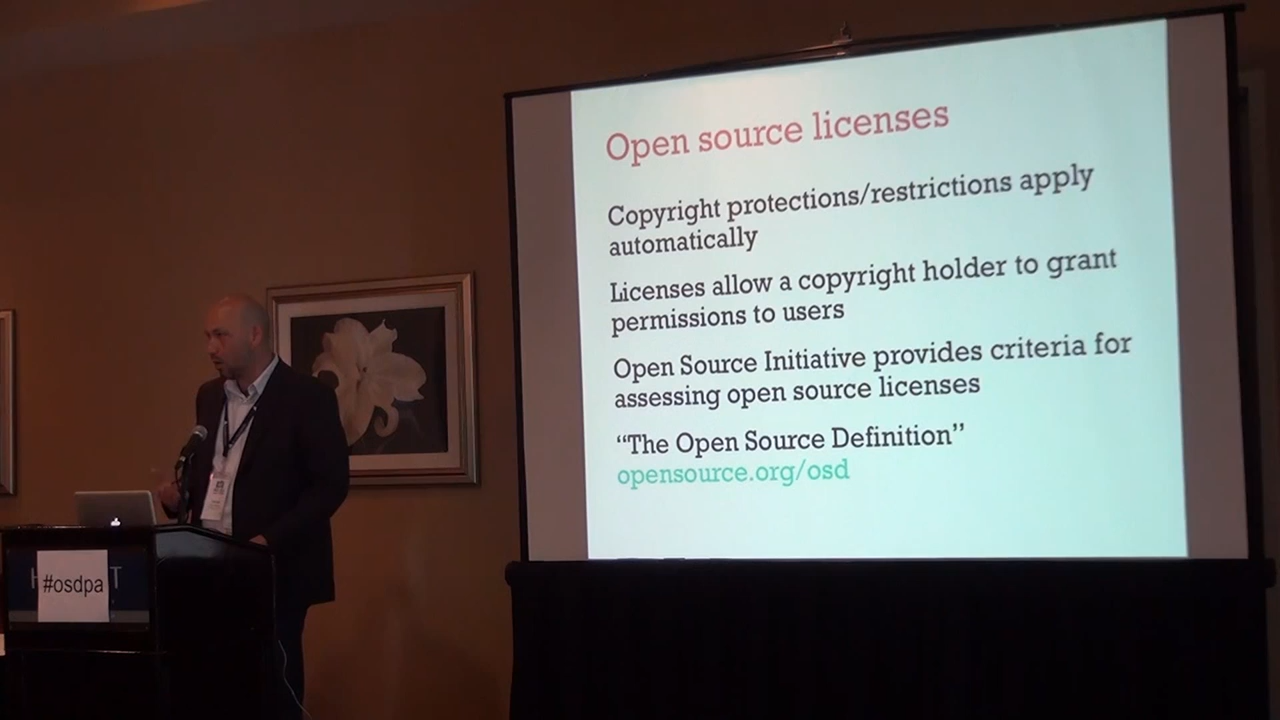 Open source licenses
Copyright protections/restrictions apply
automatically
Licenses allow a copyright holder to grant
permissions to users
Open Source Initiative provides criteria for
assessing open source licenses
“The Open Source Definition”
opensource.org/osd
#osdpa